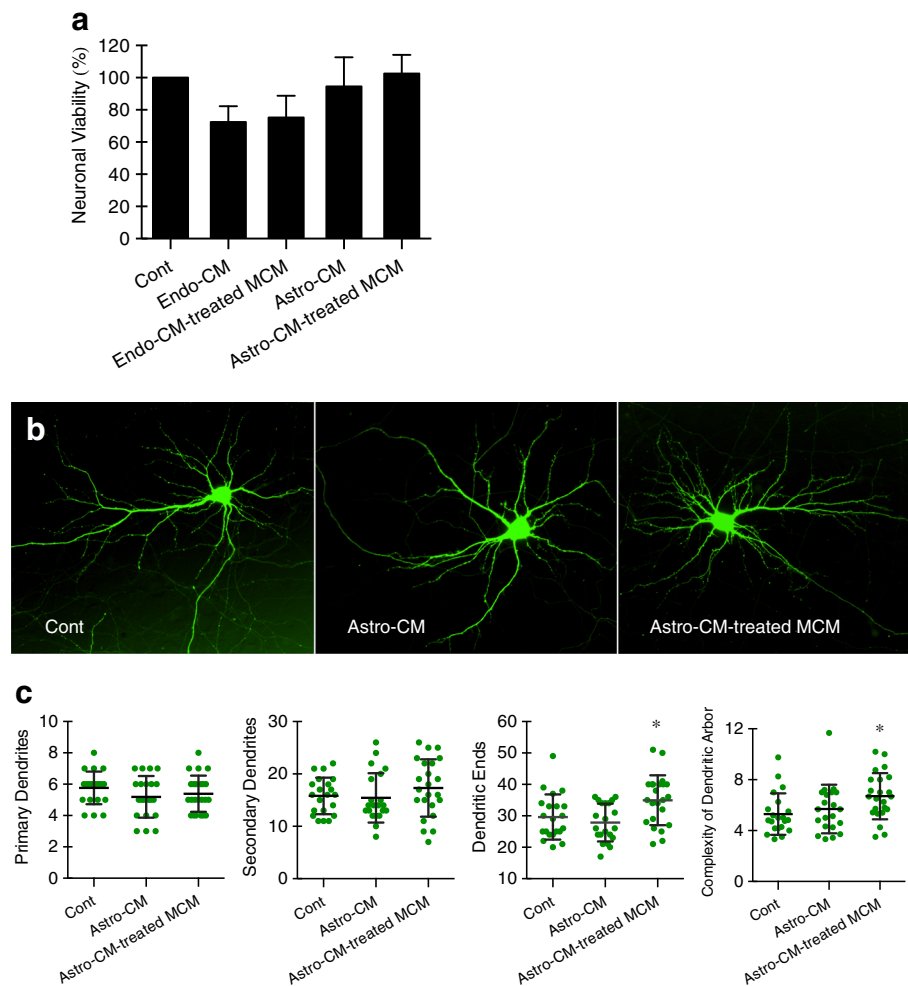 a
Neuronal Viability (%)
120
100
80
60
40
20
0
Cont
Endo-CM
Endo-CM-treated MCM
Astro-CM
Astro-CM-treated MCM
b
Cont
Astro-CM
Astro-CM-treated MCM
c
Primary Dendrites
10
8
6
4
2
0
Cont
Astro-CM
Astro-CM-treated MCM
Secondary Dendrites
30
20
10
0
Cont
Astro-CM
Astro-CM-treated MCM
Dendritic Ends
60
50
40
30
20
10
*
Cont
Astro-CM
Astro-CM-treated MCM
Complexity of Dendritic Arbor
12
8
4
0
*
Cont
Astro-CM
Astro-CM-treated MCM